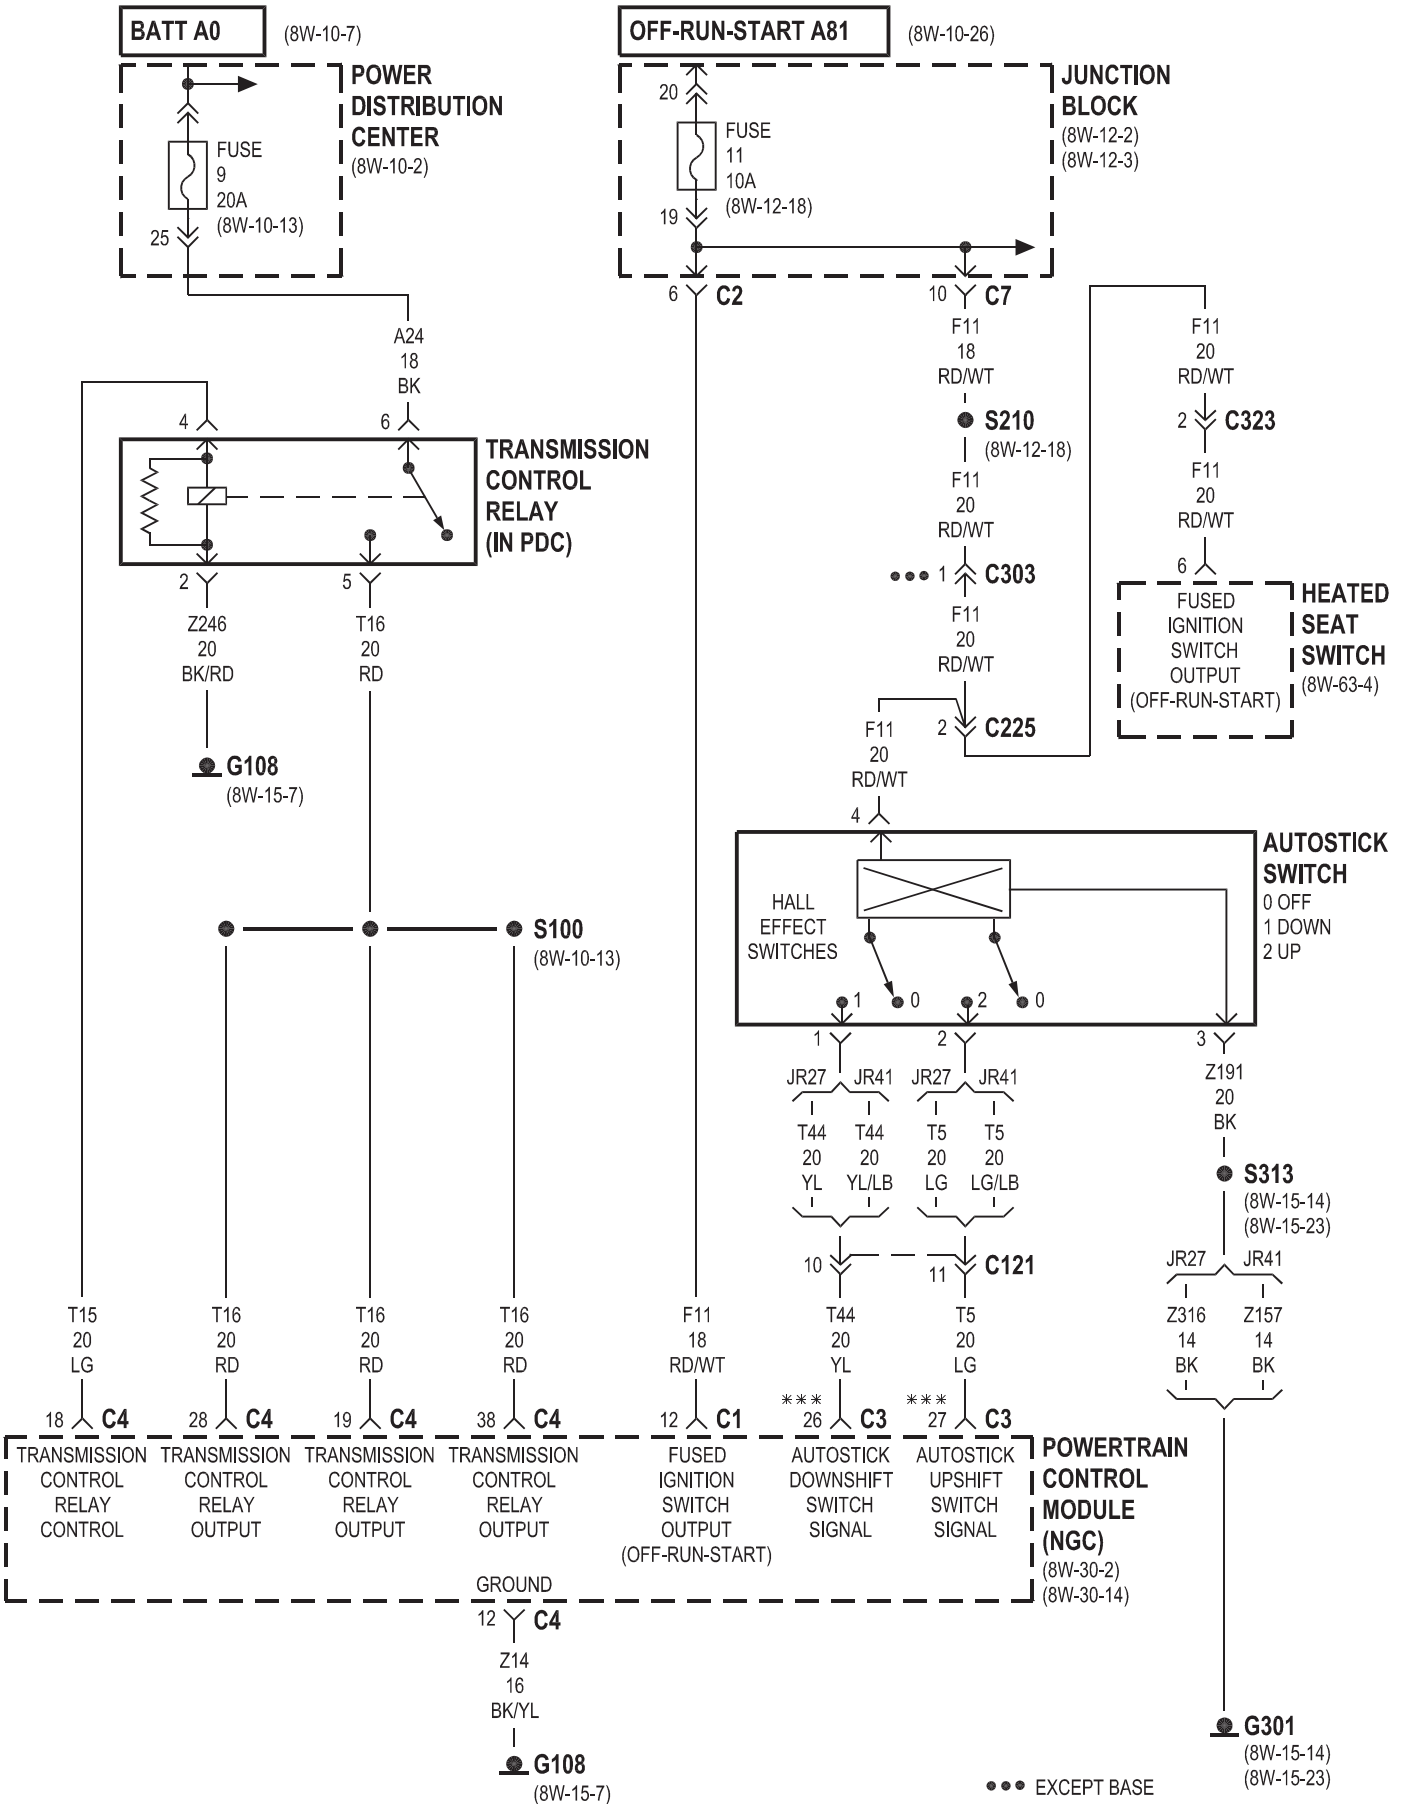 BATT A0
(8W-10-7)
OFF-RUN-START A81
(8W-10-26)
POWER
DISTRIBUTION
CENTER
(8W-10-2)
FUSE
9
20A
(8W-10-13)
25
JUNCTION
BLOCK
(8W-12-2)
(8W-12-3)
20
FUSE
11
10A
(8W-12-18)
19
6
C2
10
C7
A24
18
BK
F11
18
RD/WT
F11
20
RD/WT
S210
(8W-12-18)
2
C323
4
6
TRANSMISSION
CONTROL
RELAY
(IN PDC)
F11
20
RD/WT
F11
20
RD/WT
1
C303
6
2
5
FUSED
IGNITION
SWITCH
OUTPUT
(OFF-RUN-START)
HEATED
SEAT
SWITCH
(8W-63-4)
Z246
20
BK/RD
T16
20
RD
F11
20
RD/WT
G108
(8W-15-7)
F11
20
RD/WT
2
C225
4
AUTOSTICK
SWITCH
0 OFF
1 DOWN
2 UP
HALL
EFFECT
SWITCHES
1
0
2
0
S100
(8W-10-13)
1
2
3
JR27
JR41
JR27
JR41
Z191
20
BK
T44
20
YL
T44
20
YL/LB
T5
20
LG
T5
20
LG/LB
S313
(8W-15-14)
(8W-15-23)
10
11
C121
JR27
JR41
Z316
14
BK
Z157
14
BK
T15
20
LG
T16
20
RD
T16
20
RD
T16
20
RD
F11
18
RD/WT
T44
20
YL
T5
20
LG
18
C4
28
C4
19
C4
38
C4
12
C1
***
26
C3
***
27
C3
TRANSMISSION
CONTROL
RELAY
CONTROL
TRANSMISSION
CONTROL
RELAY
OUTPUT
TRANSMISSION
CONTROL
RELAY
OUTPUT
TRANSMISSION
CONTROL
RELAY
OUTPUT
FUSED
IGNITION
SWITCH
OUTPUT
(OFF-RUN-START)
AUTOSTICK
DOWNSHIFT
SWITCH
SIGNAL
AUTOSTICK
UPSHIFT
SWITCH
SIGNAL
POWERTRAIN
CONTROL
MODULE
(NGC)
(8W-30-2)
(8W-30-14)
GROUND
12
C4
Z14
16
BK/YL
G108
(8W-15-7)
G301
(8W-15-14)
(8W-15-23)
EXCEPT BASE